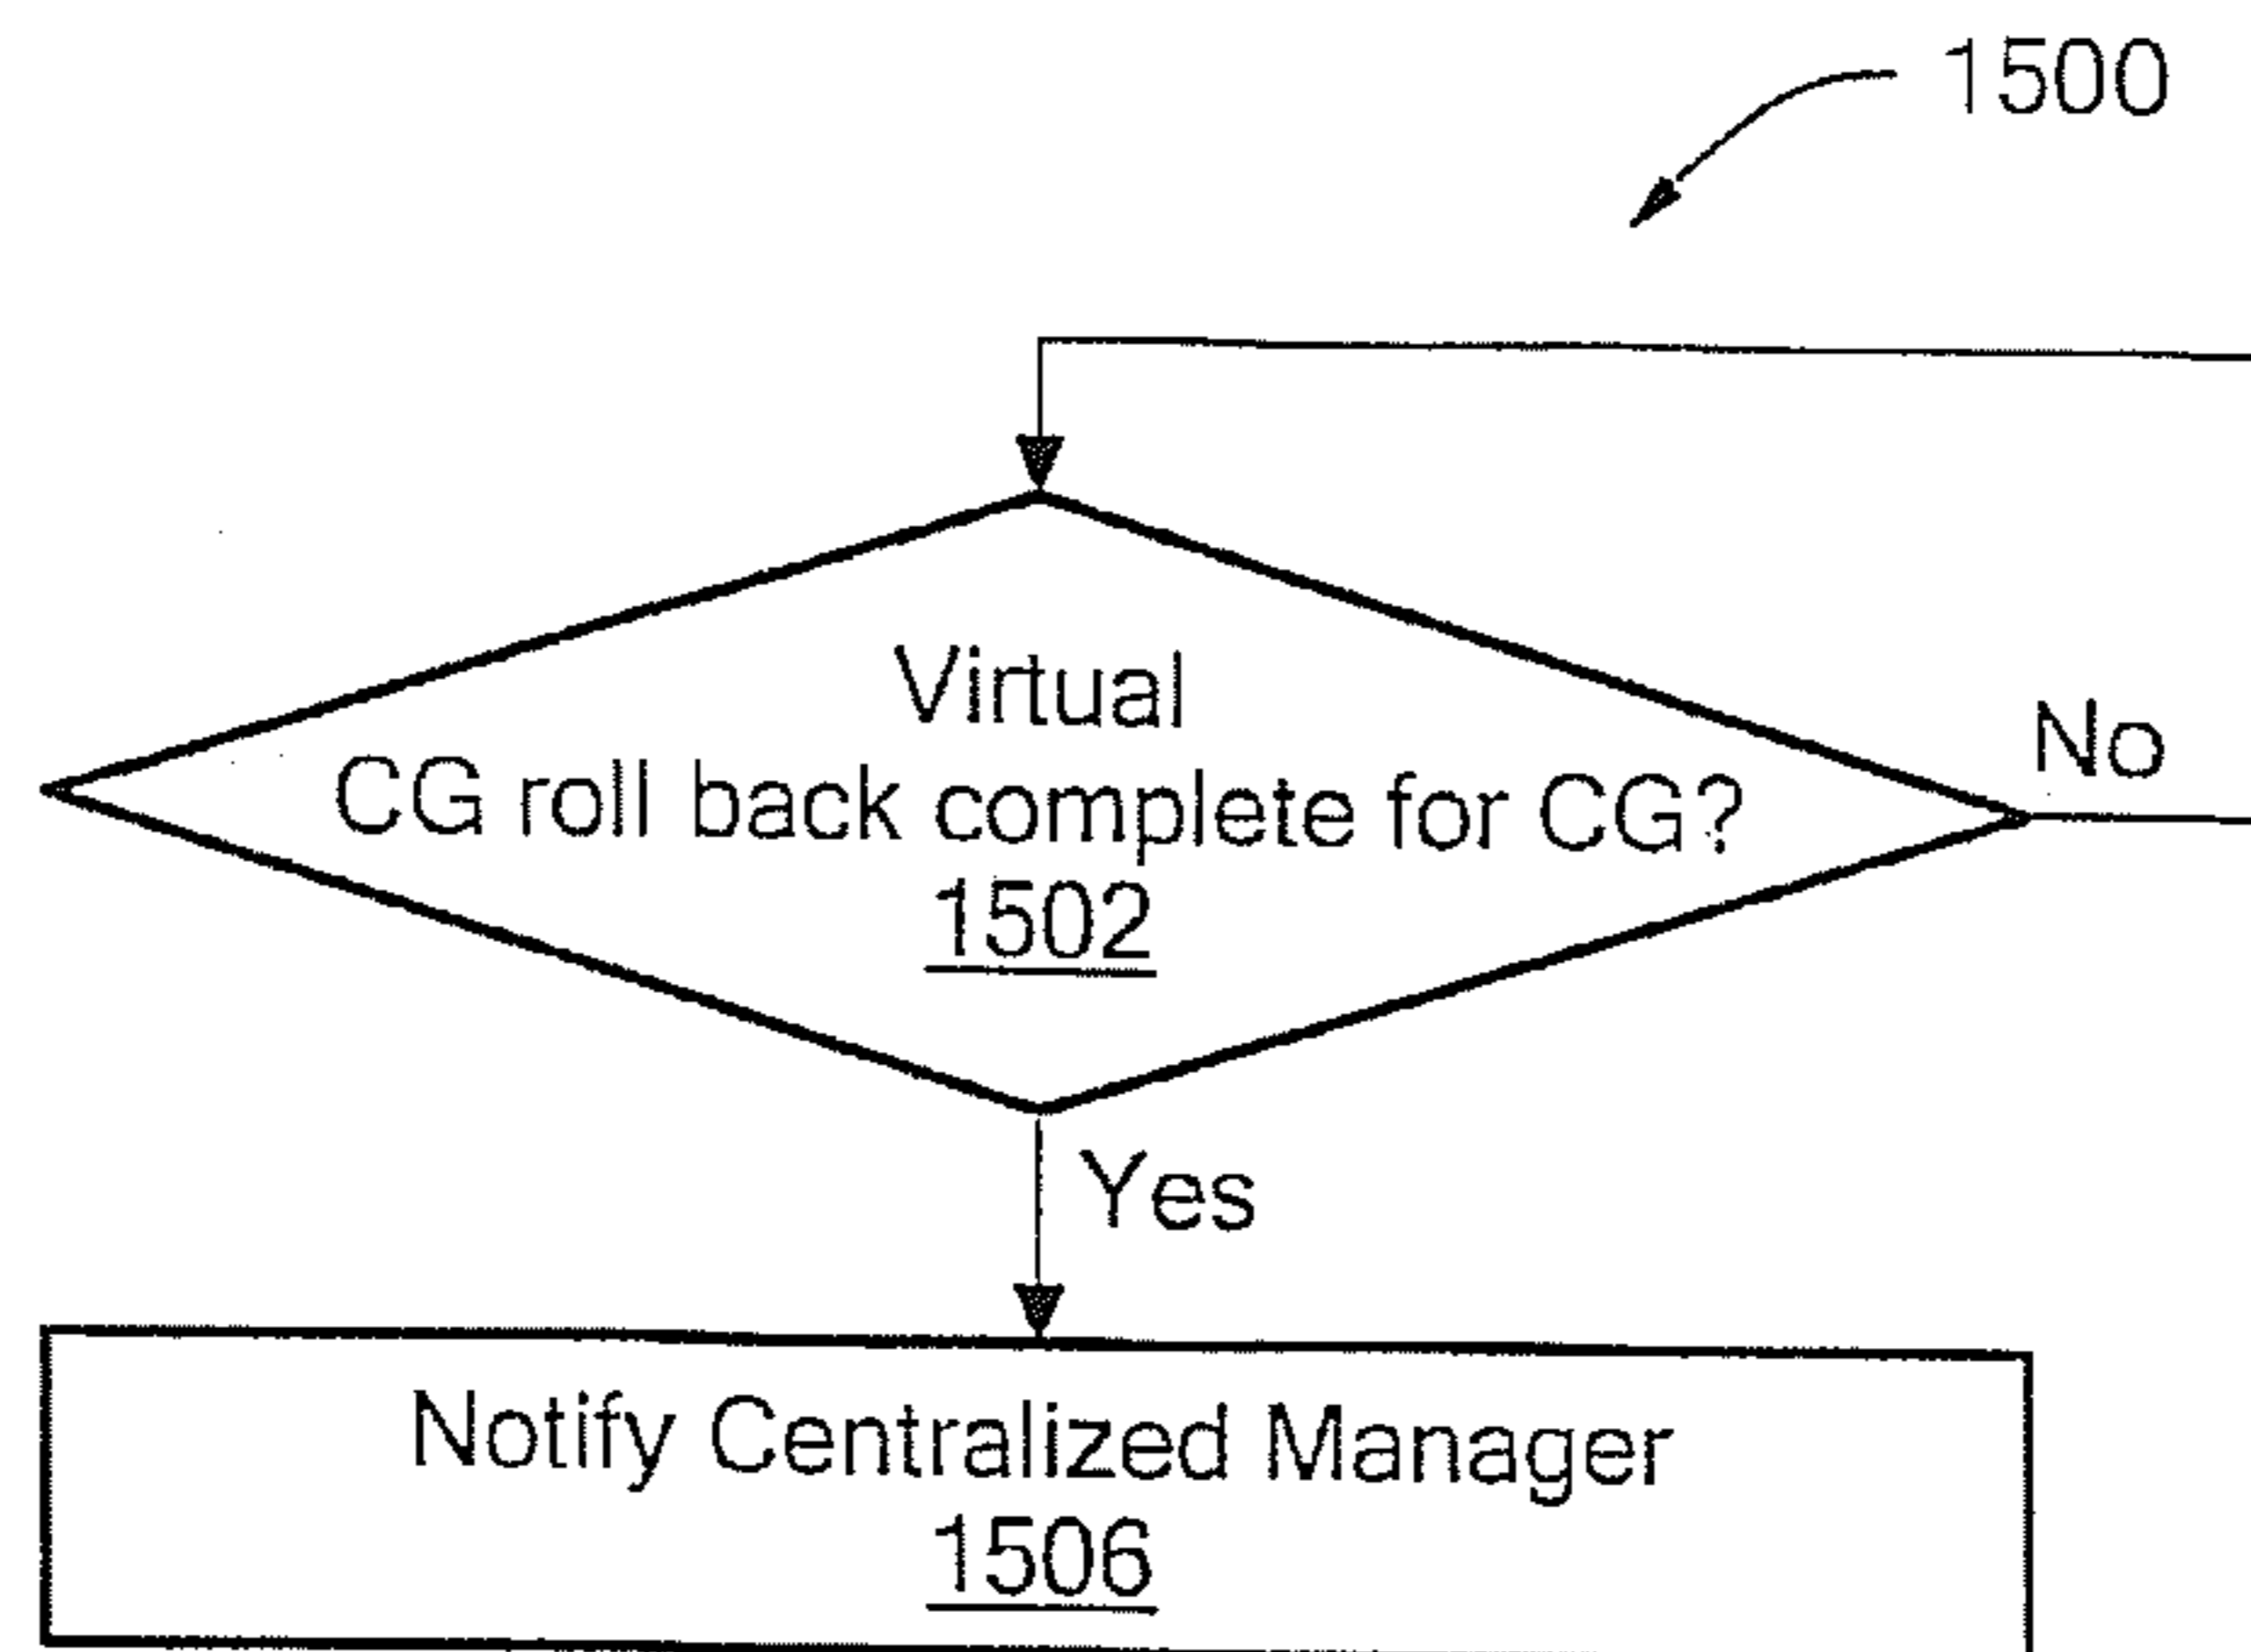 1500
Virtual
CG roll back complete for CG?
1502
No
Yes
Notify Centralized Manager
1506